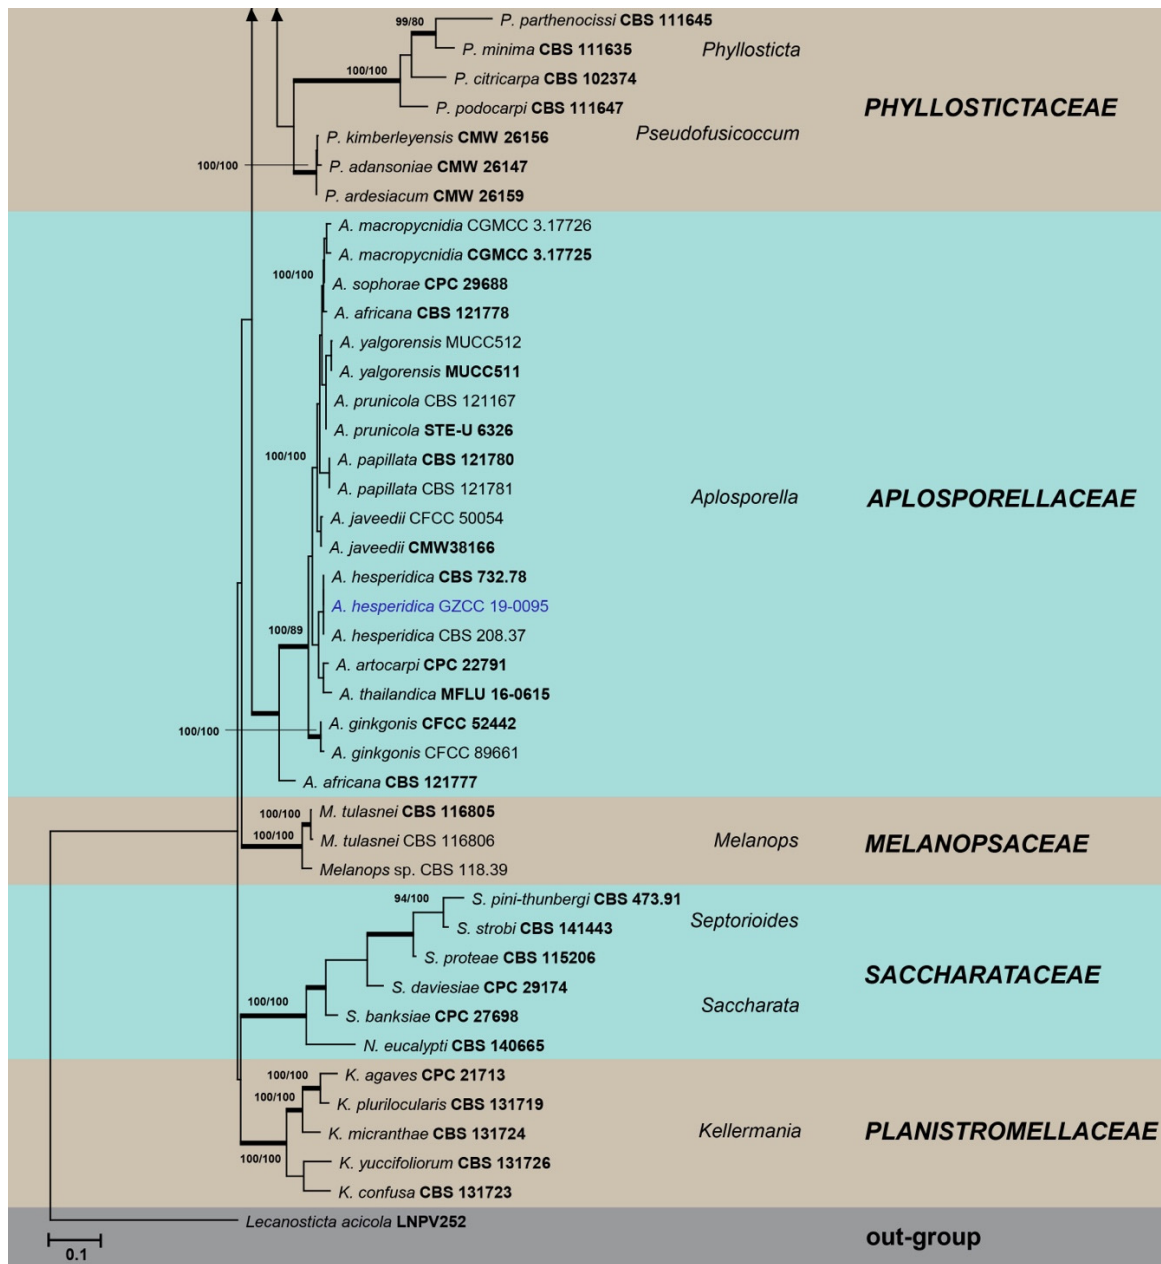 99/80
P. parthenocissi CBS 111645
P. minima CBS 111635
Phyllosticta
100/100
P. citricarpa CBS 102374
P. podocarpi CBS 111647
PHYLLOSTICTACEAE
P. kimberleyensis CMW 26156
Pseudofusicoccum
100/100
P. adansoniae CMW 26147
P. ardesiacum CMW 26159
A. macropycnidia CGMCC 3.17726
A. macropycnidia CGMCC 3.17725
100/100
A. sophorae CPC 29688
A. africana CBS 121778
A. yalgorensis MUCC512
A. yalgorensis MUCC511
A. prunicola CBS 121167
A. prunicola STE-U 6326
100/100
A. papillata CBS 121780
A. papillata CBS 121781
Aplosporella
APLOSPORELLACEAE
A. javeedii CFCC 50054
A. javeedii CMW38166
A. hesperidica CBS 732.78
A. hesperidica GZCC 19-0095
100/89
A. hesperidica CBS 208.37
A. artocarpi CPC 22791
A. thailandica MFLU 16-0615
100/100
A. ginkgonis CFCC 52442
A. ginkgonis CFCC 89661
A. africana CBS 121777
100/100
M. tulasnei CBS 116805
100/100
M. tulasnei CBS 116806
Melanops
MELANOPSACEAE
Melanops sp. CBS 118.39
94/100
S. pini-thunbergi CBS 473.91
Septorioides
S. strobi CBS 141443
S. proteae CBS 115206
SACCHARATACEAE
S. daviesiae CPC 29174
100/100
Saccharata
S. banksiae CPC 27698
N. eucalypti CBS 140665
100/100
K. agaves CPC 21713
100/100
K. plurilocularis CBS 131719
K. micranthae CBS 131724
Kellermania
PLANISTROMELLACEAE
100/100
K. yuccifoliorum CBS 131726
K. confusa CBS 131723
Lecanosticta acicola LNPV252
out-group
0.1